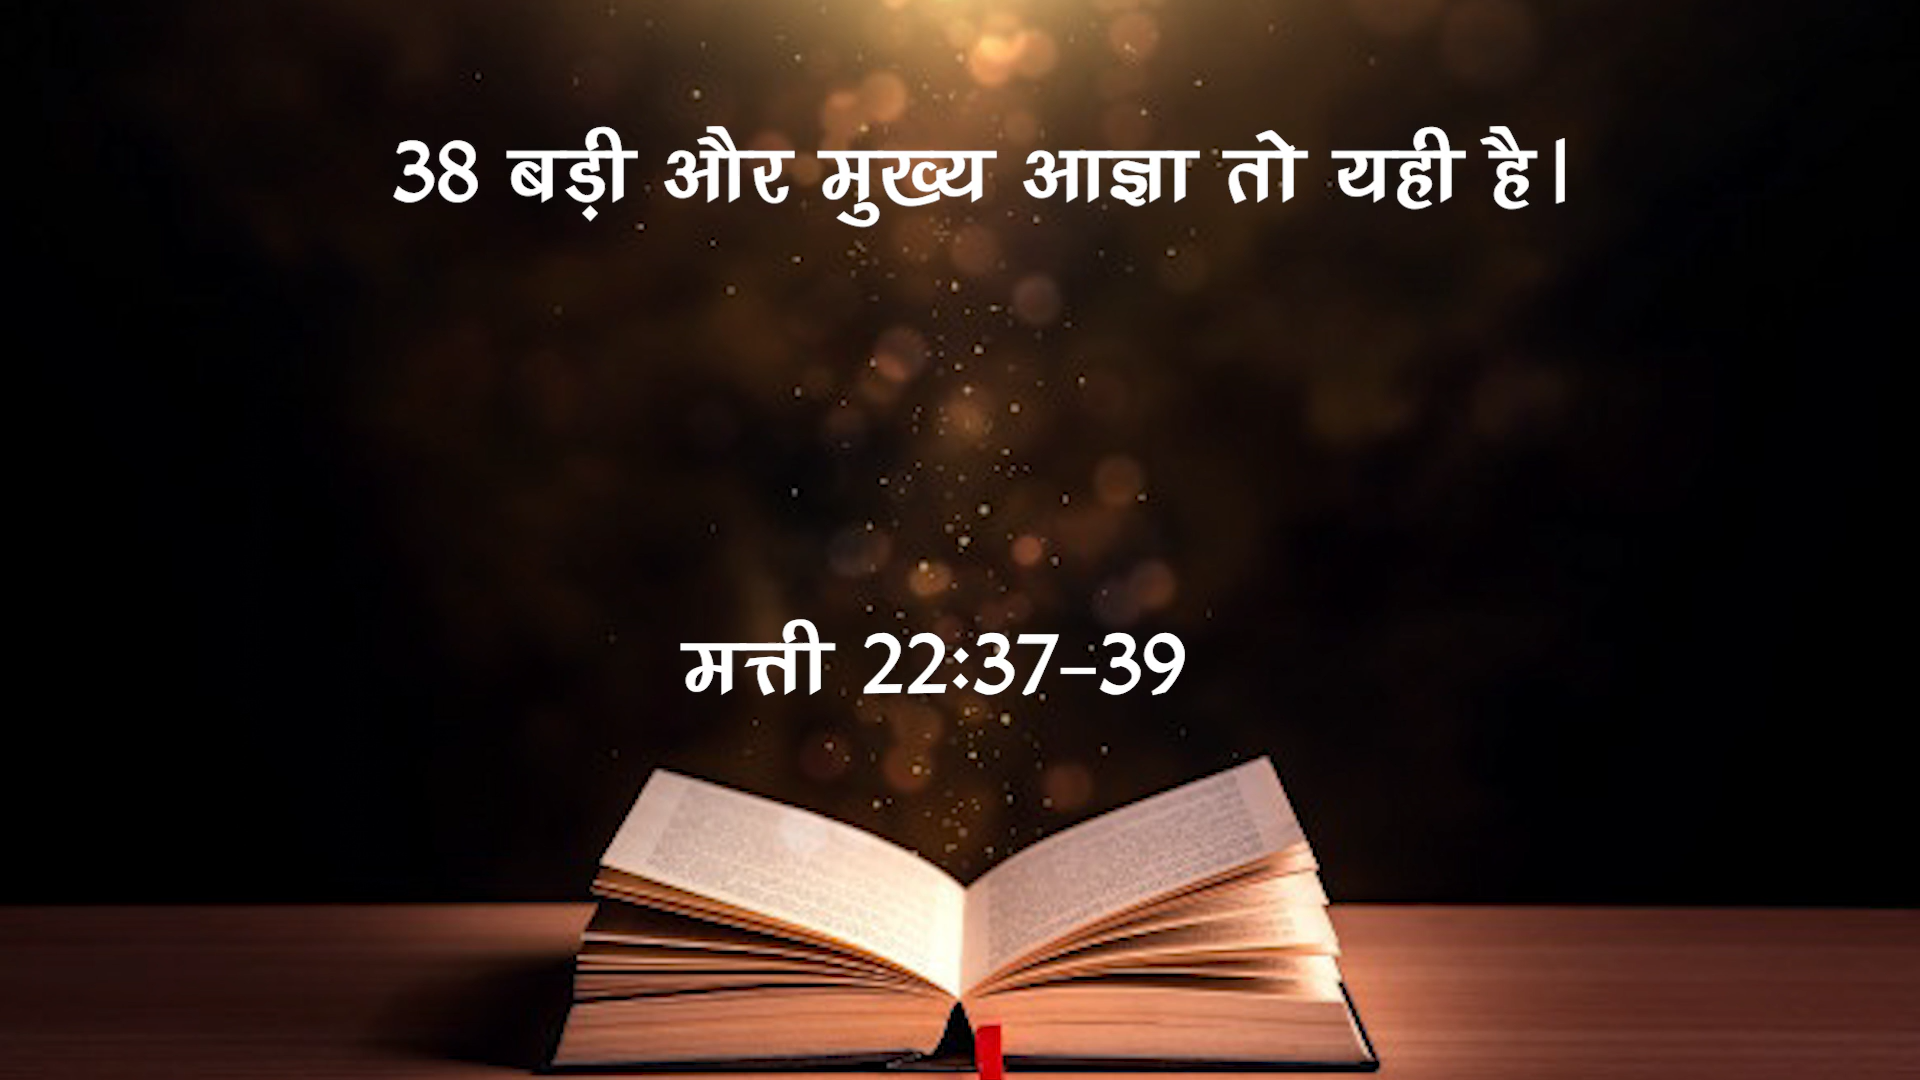 38 बड़ी और मुख्य आज्ञा तो यही है।
मत्ती 22:37-39